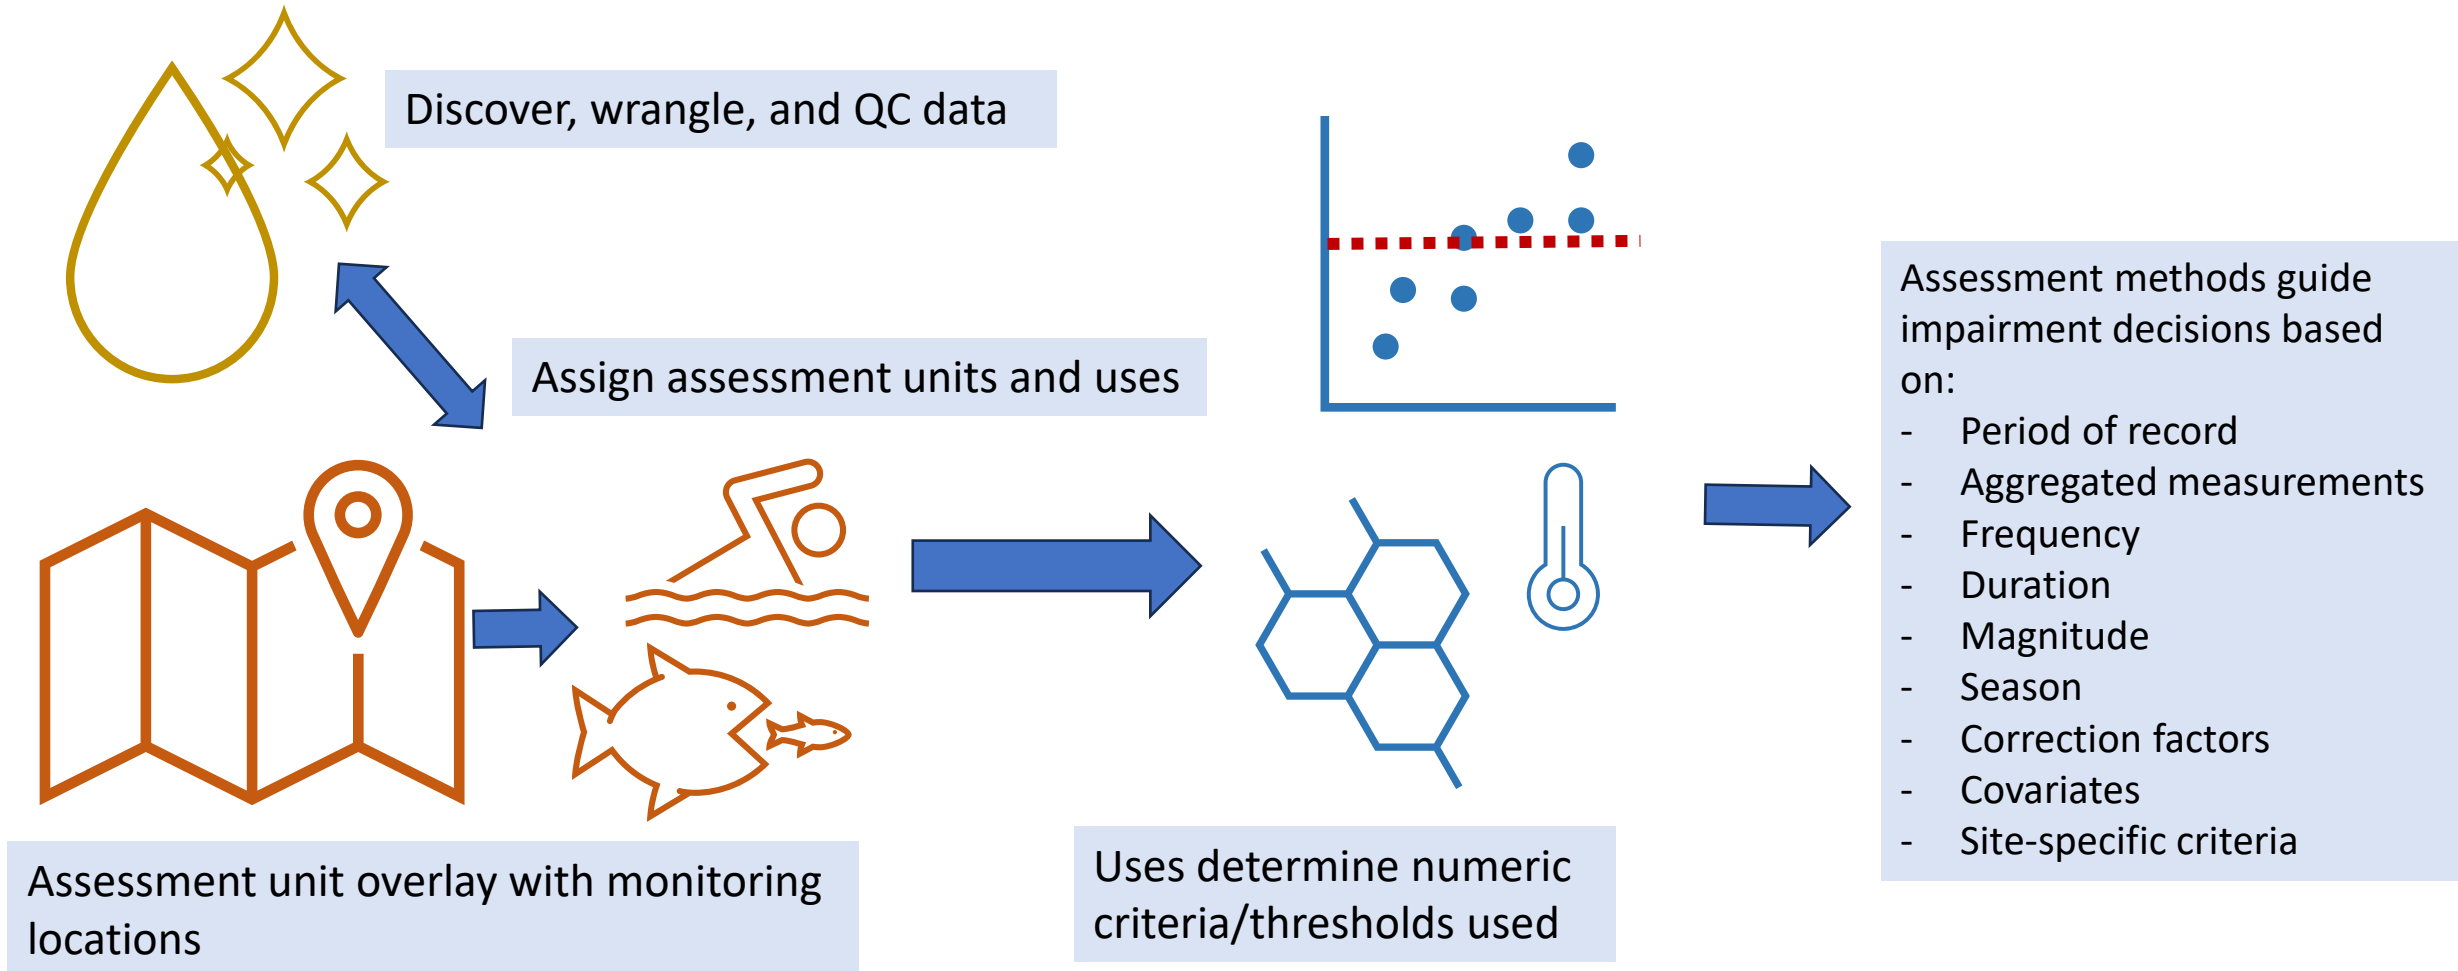 Discover, wrangle, and QC data
Assign assessment units and uses
Assessment unit overlay with monitoring
locations
Uses determine numeric
criteria/thresholds used
Assessment methods guide
impairment decisions based
on:
- Period of record
- Aggregated measurements
- Frequency
- Duration
- Magnitude
- Season
- Correction factors
- Covariates
- Site-specific criteria